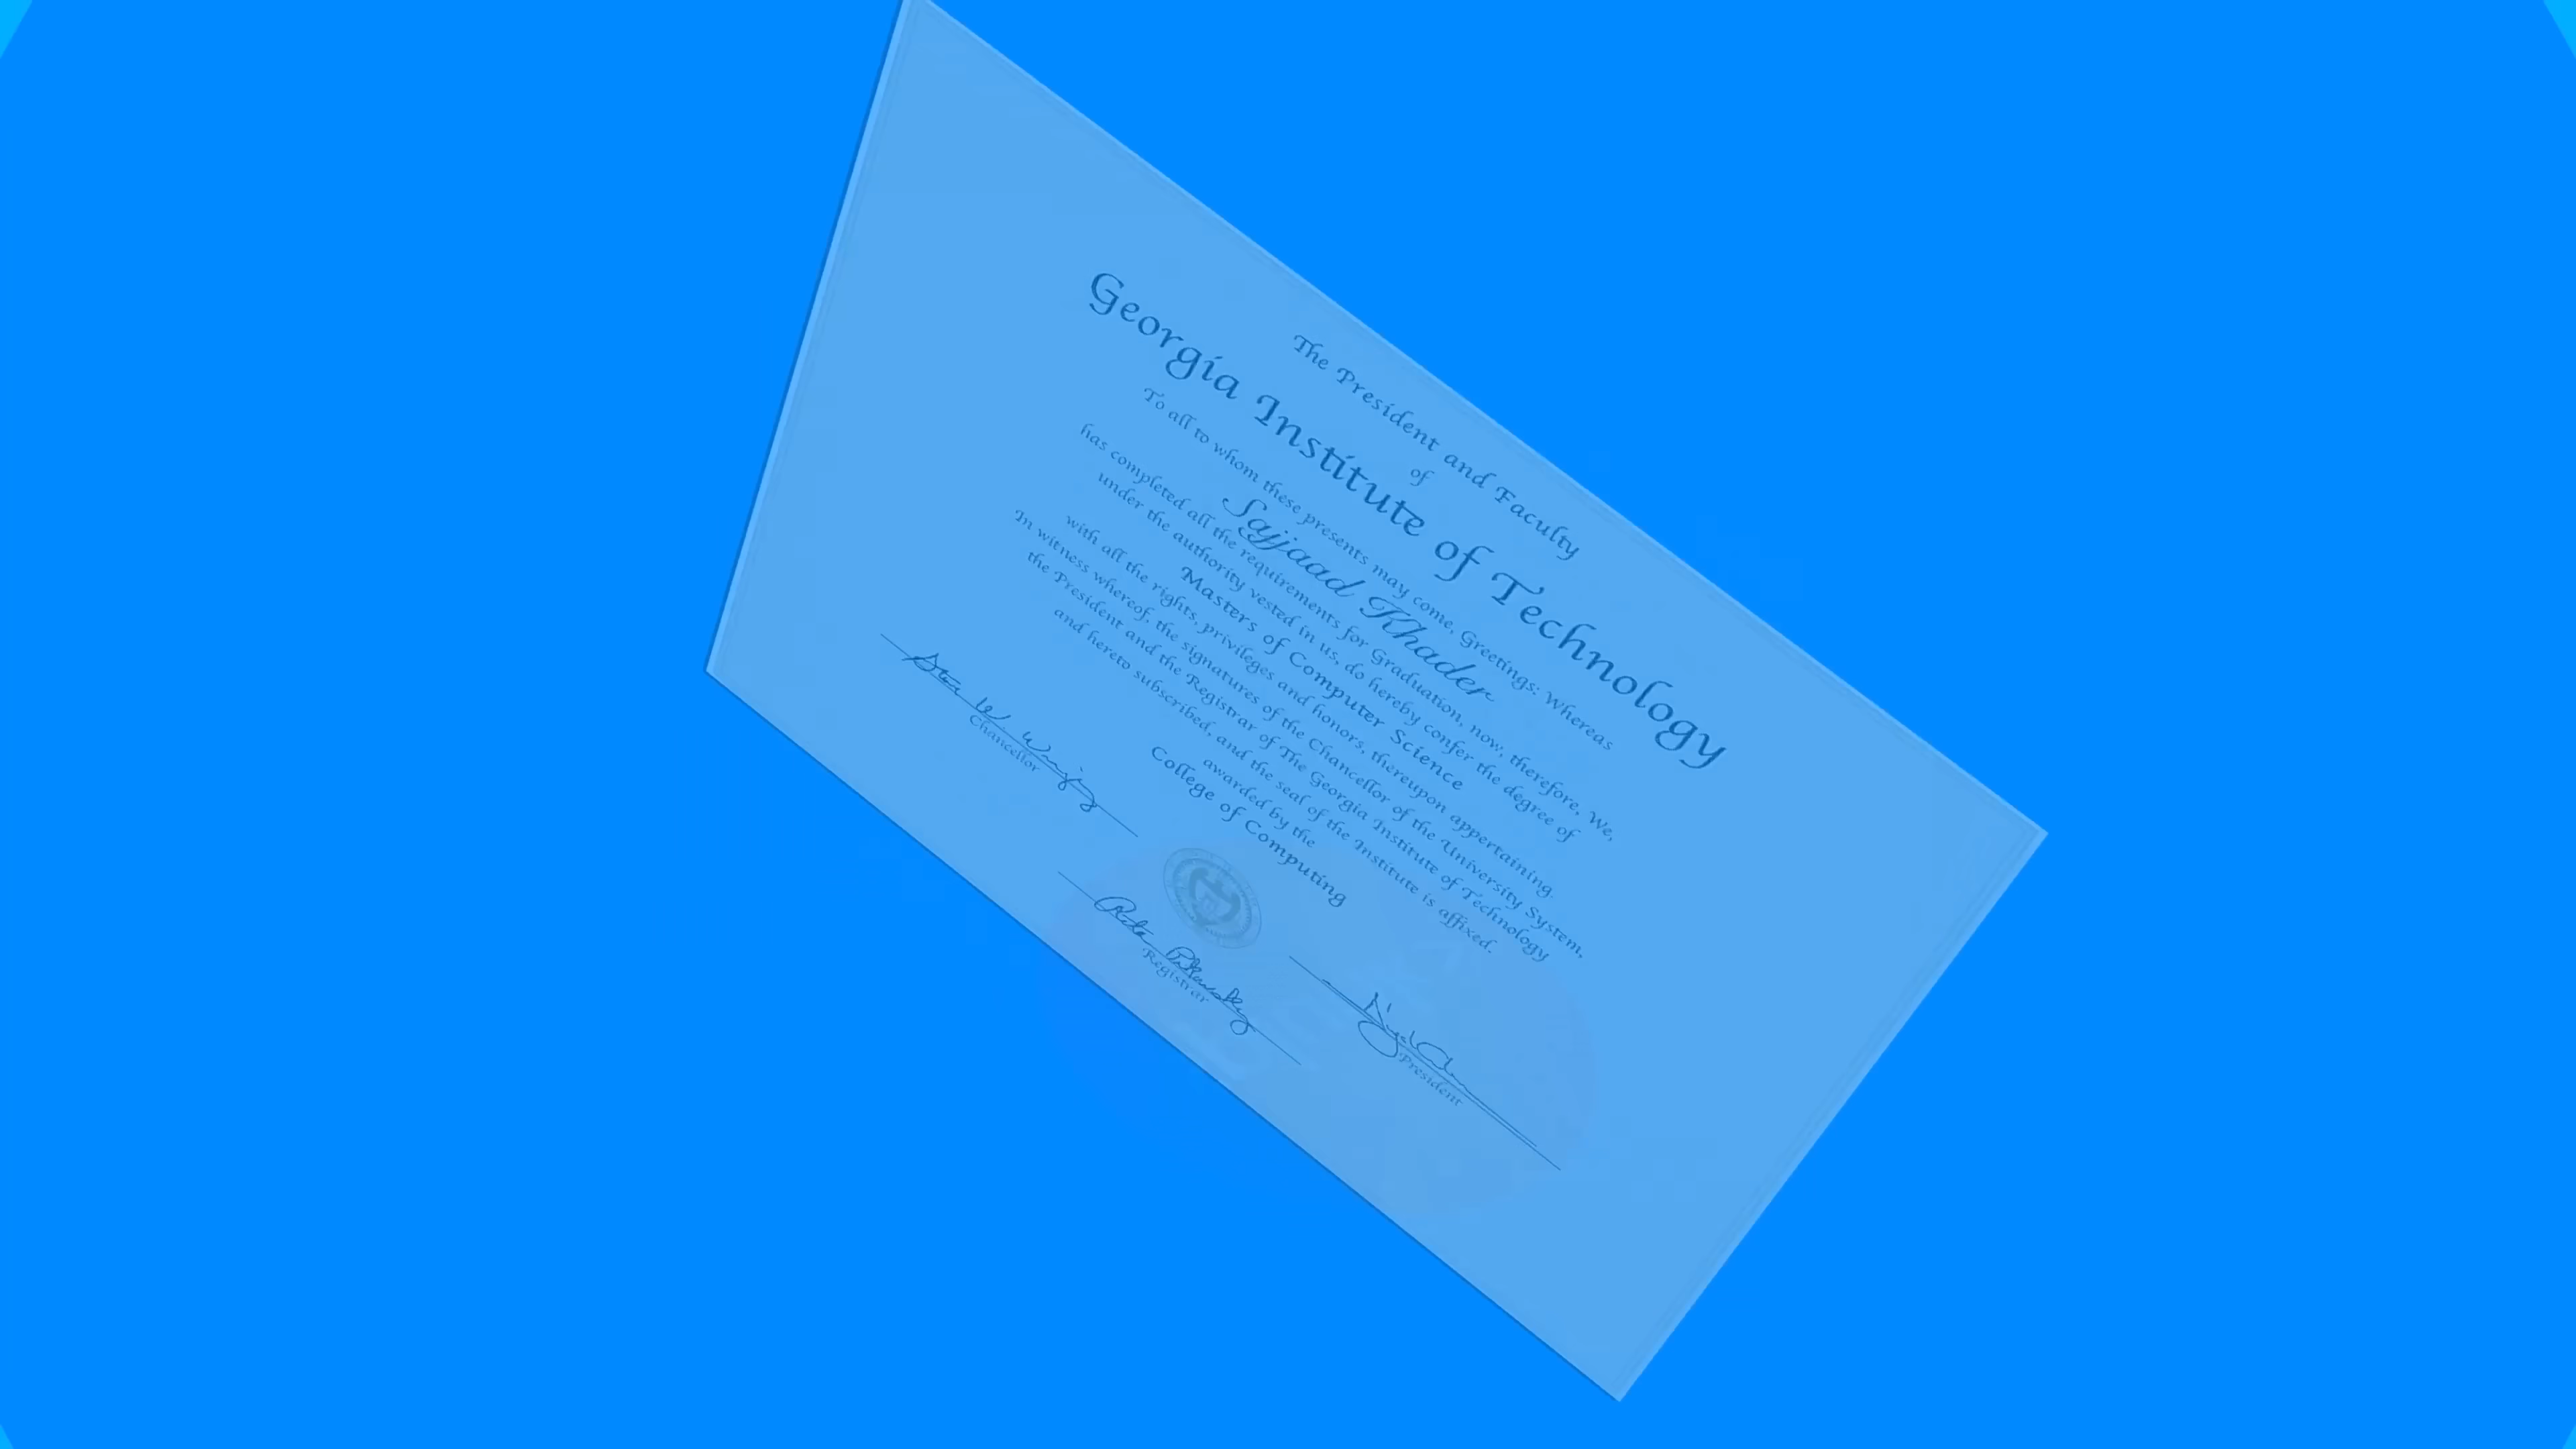 The President and Faculty
of
Georgia Institute of Technology
To all to whom these presents may come, Greetings: Whereas
Sajjaad Khader
has completed all the requirements for Graduation, now, therefore, We,
under the authority vested in us, do hereby confer the degree of
Masters of Computer Science
with all the rights, privileges and honors, thereupon appertaining.
In witness whereof, the signatures of the Chancellor of the University System,
the President and the Registrar of The Georgia Institute of Technology
and hereto subscribed, and the seal of the Institute is affixed.
awarded by the
College of Computing
Chancellor
Registrar
President